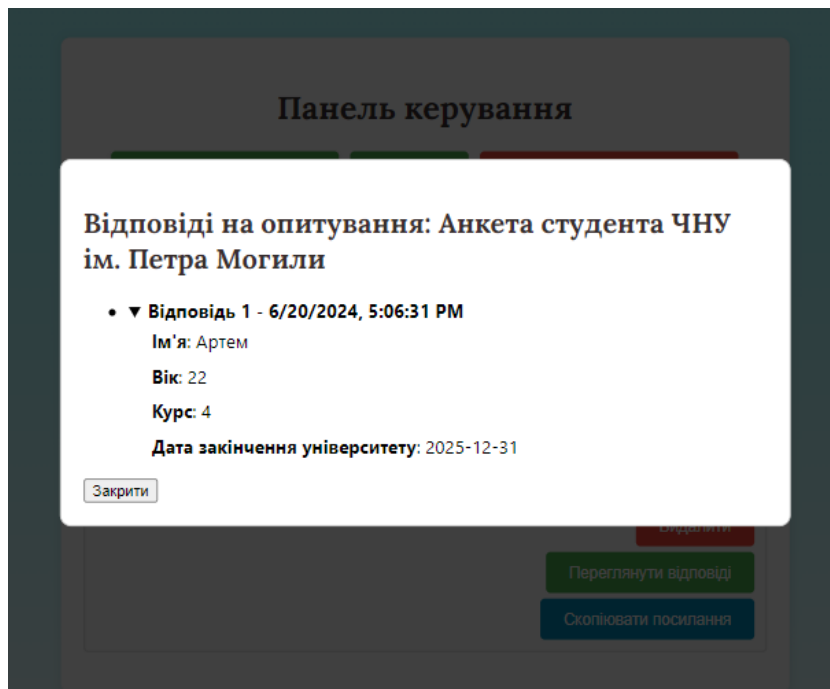 Панель керування
Відповіді на опитування: Анкета студента ЧНУ
ім. Петра Могили
Відповідь 1 - 6/20/2024, 5:06:31 PM
Ім'я: Артем
Вік: 22
Курс: 4
Дата закінчення університету: 2025-12-31
Закрити
Видалити
Переглянути відповіді
Скопіювати посилання